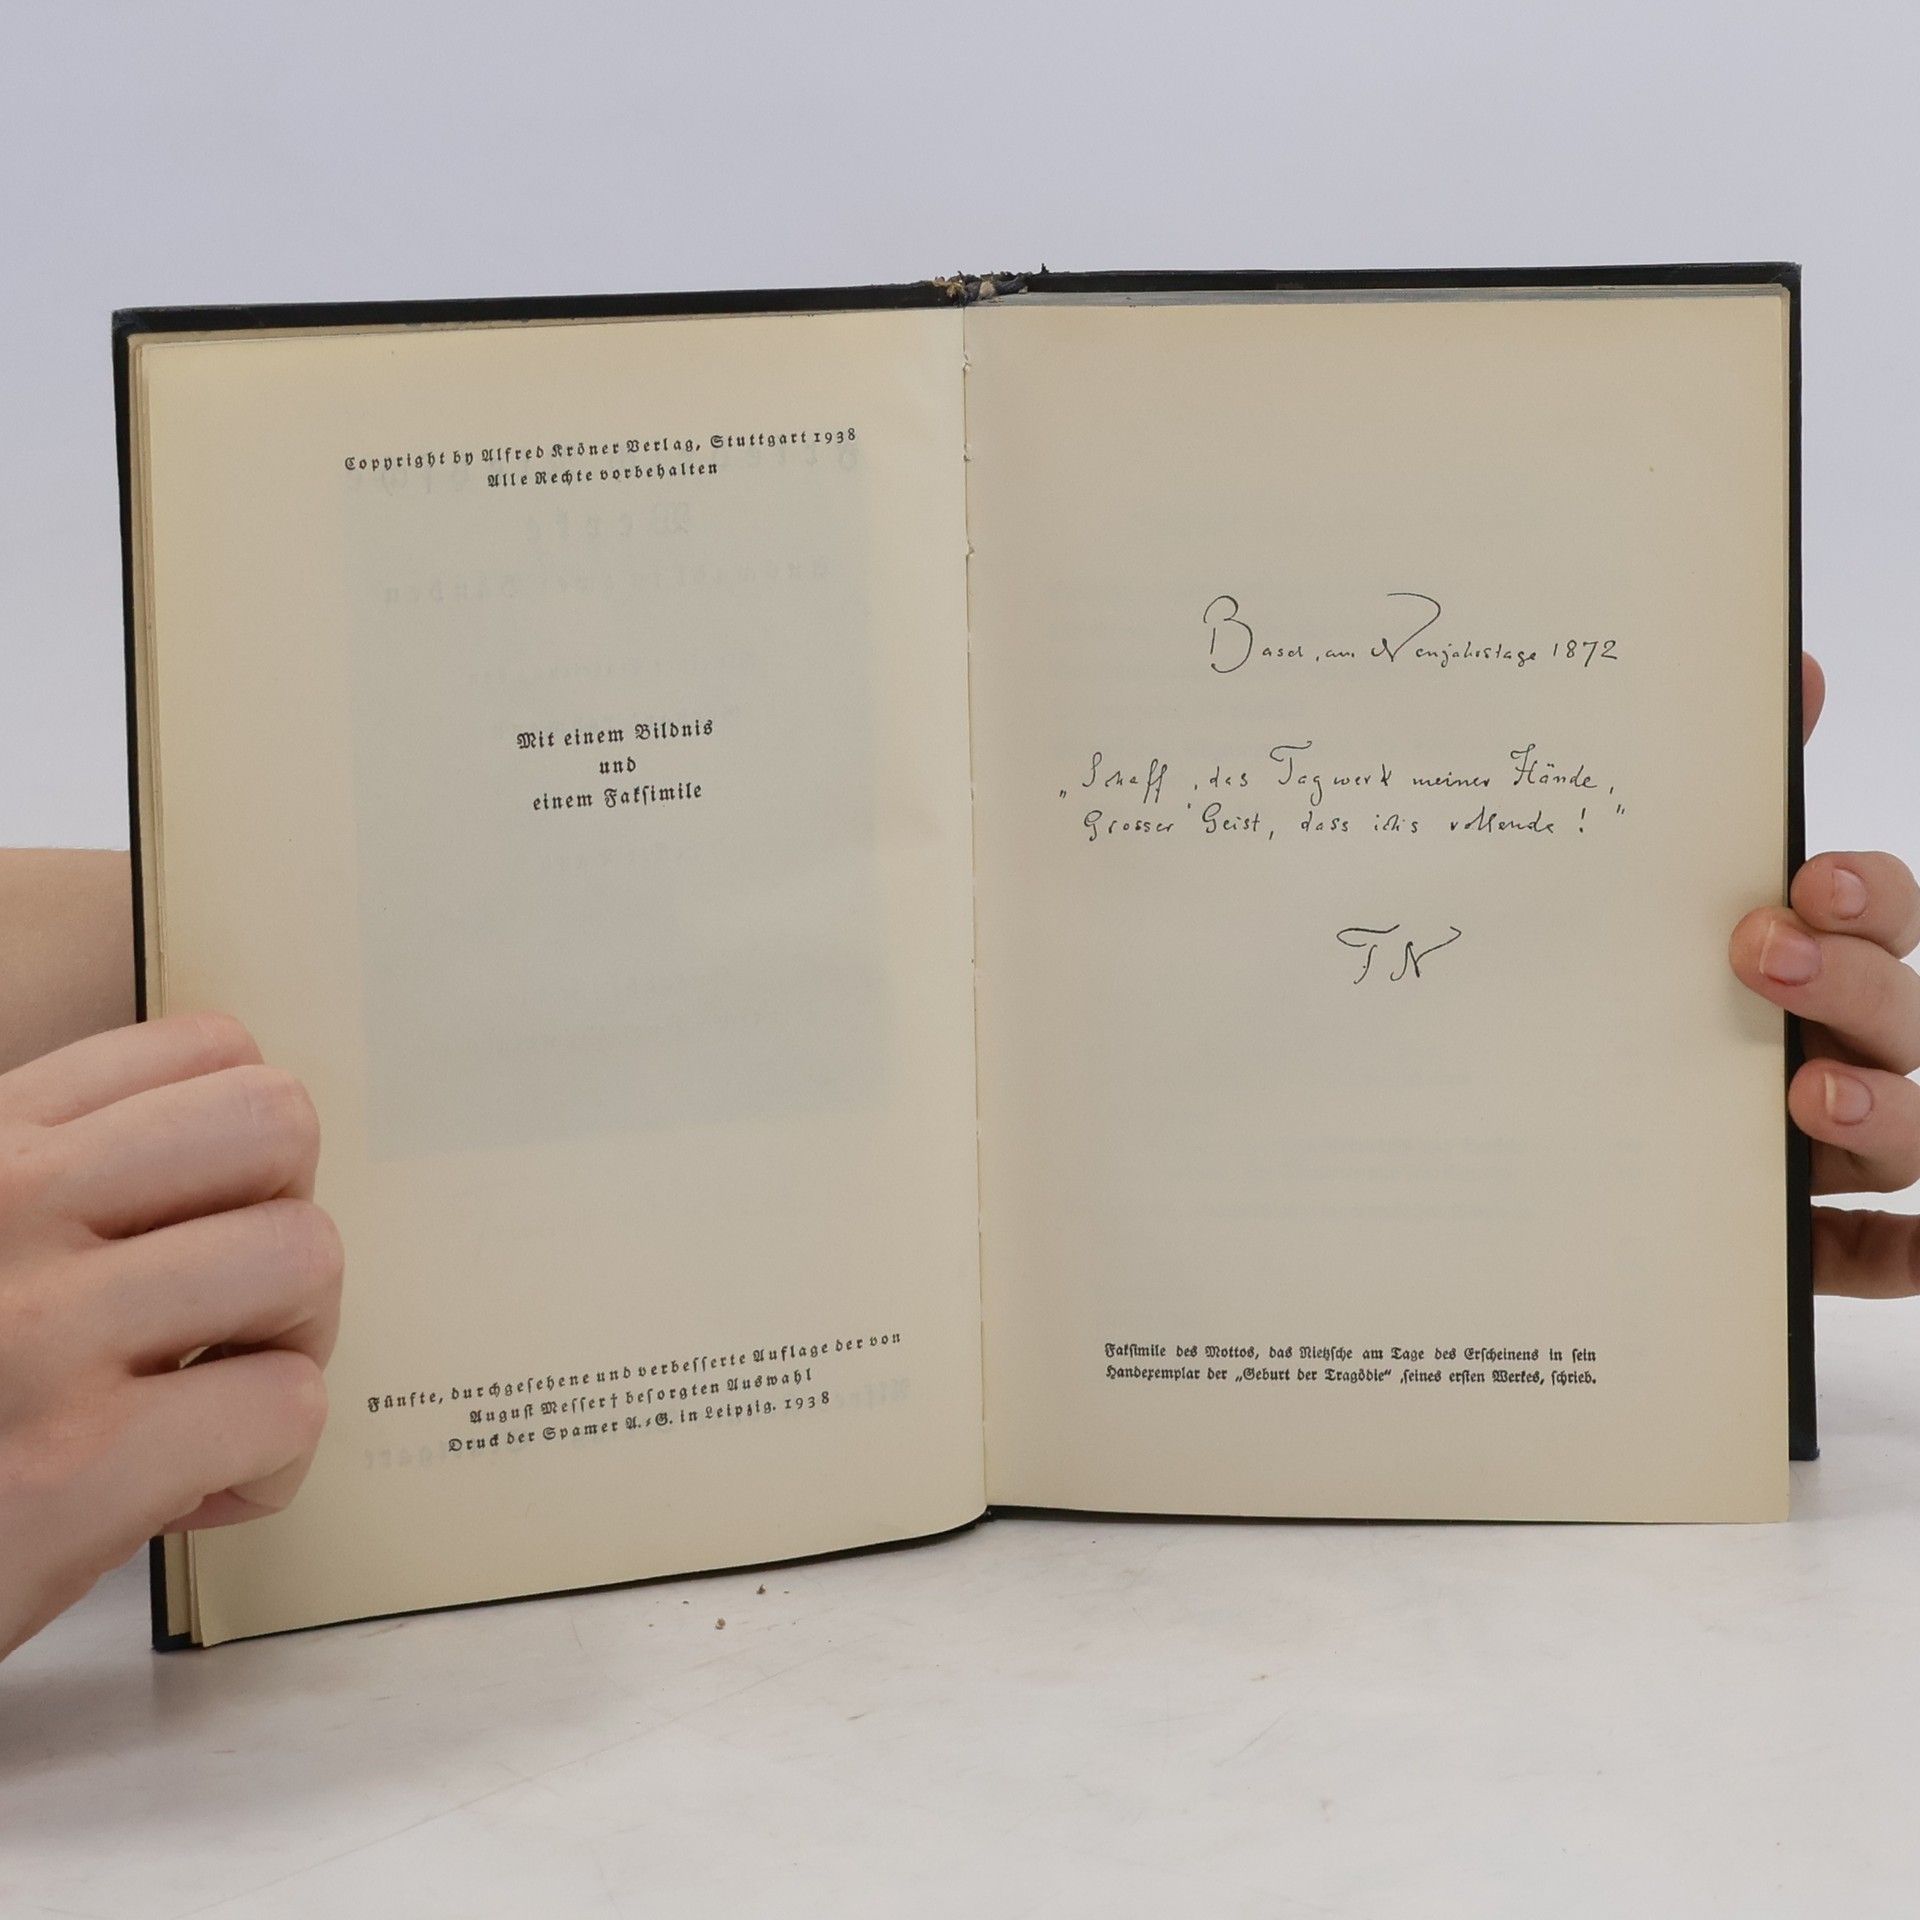 Copyright by Alfred Kröner Verlag, Stuttgart 1938
Alle Rechte vorbehalten
Mit einem Bildnis
und
einem Fakſimile
Fünfte, durchgeſehene und verbeſſerte Auflage der von
Auguſt Meſſer† beſorgten Auswahl
Druck der Spamer A.-G. in Leipzig. 1938
Basel, am Neujahrstage 1872
„Schaff, das Tagwerk meiner Hände,
Grosser Geist, dass ich's vollende!"
F N
Fakſimile des Mottos, das Nietzſche am Tage des Erſcheinens in ſein
Handexemplar der „Geburt der Tragödie“ ,ſeines erſten Werkes, ſchrieb.